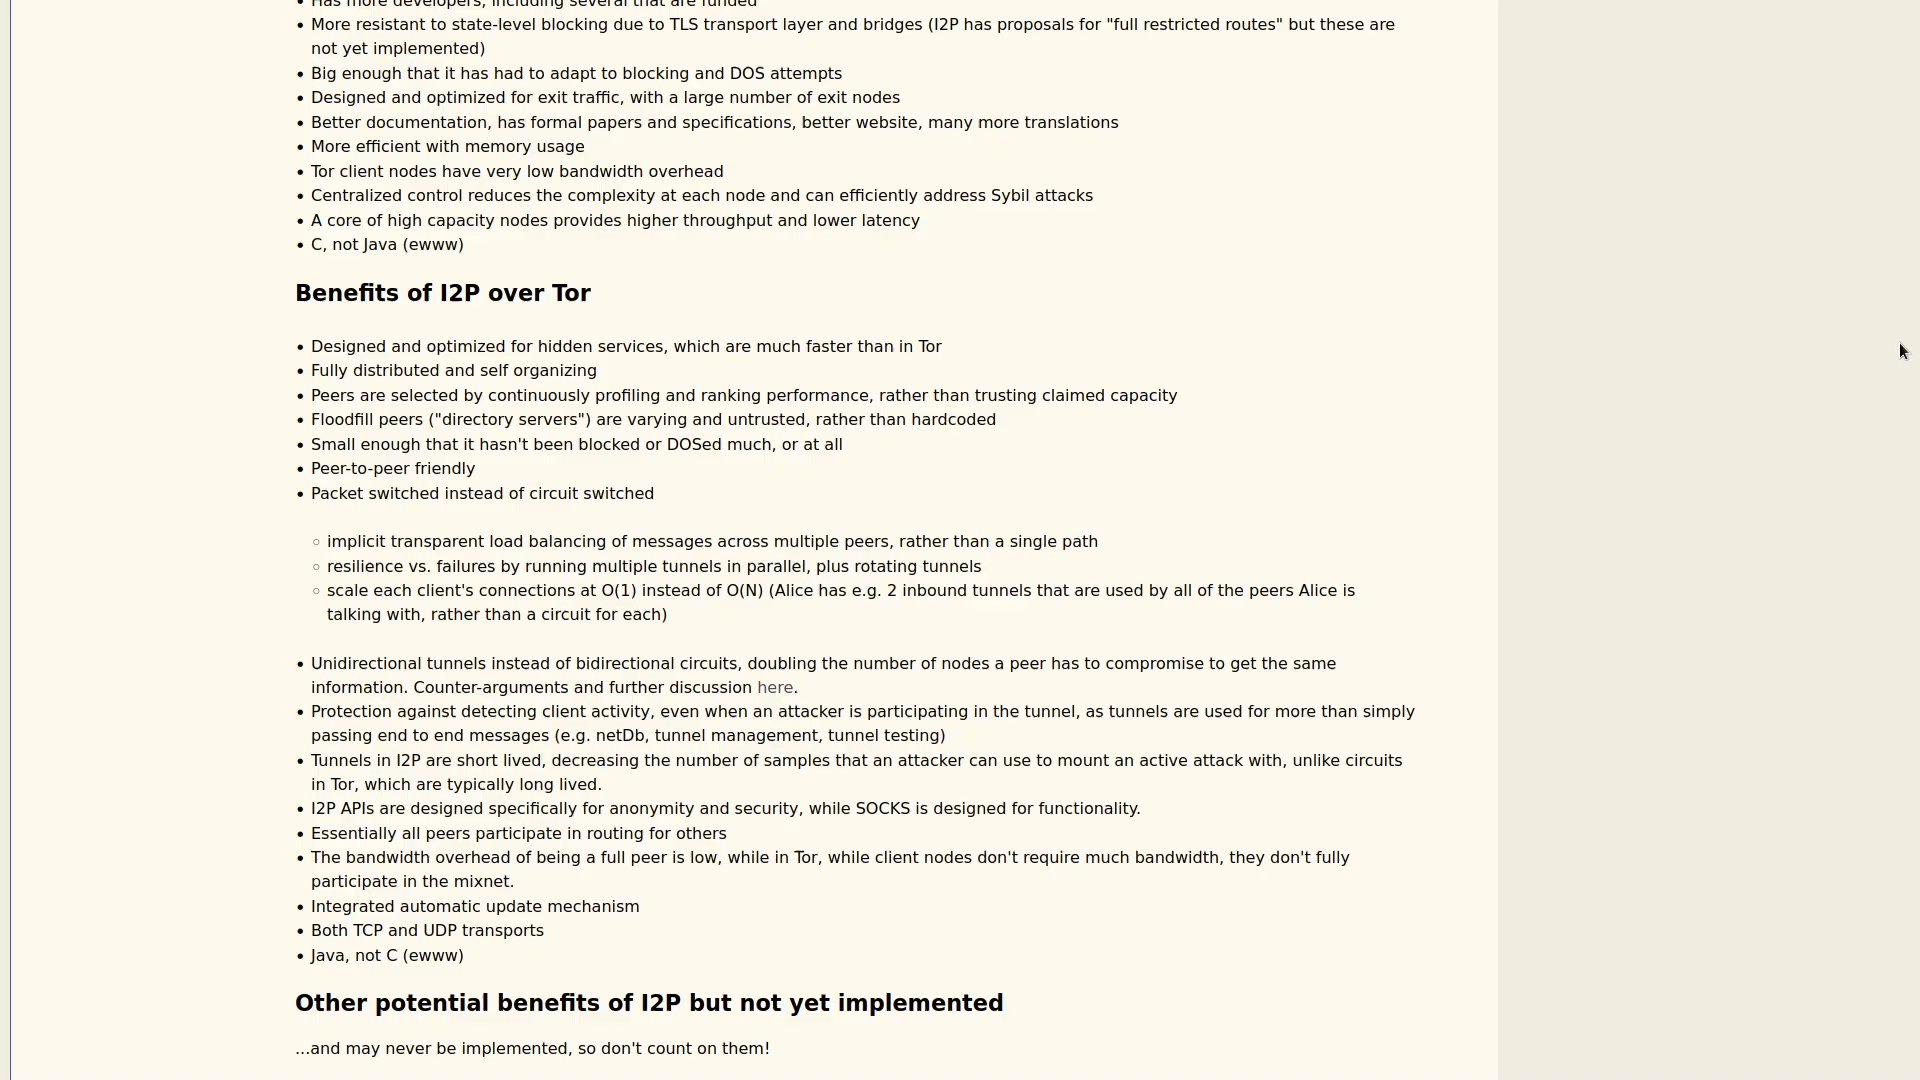 • Has more developers, including several that are funded
• More resistant to state-level blocking due to TLS transport layer and bridges (I2P has proposals for "full restricted routes" but these are
not yet implemented)
• Big enough that it has had to adapt to blocking and DOS attempts
• Designed and optimized for exit traffic, with a large number of exit nodes
• Better documentation, has formal papers and specifications, better website, many more translations
• More efficient with memory usage
• Tor client nodes have very low bandwidth overhead
• Centralized control reduces the complexity at each node and can efficiently address Sybil attacks
• A core of high capacity nodes provides higher throughput and lower latency
• C, not Java (ewww)
Benefits of I2P over Tor
• Designed and optimized for hidden services, which are much faster than in Tor
• Fully distributed and self organizing
• Peers are selected by continuously profiling and ranking performance, rather than trusting claimed capacity
• Floodfill peers ("directory servers") are varying and untrusted, rather than hardcoded
• Small enough that it hasn't been blocked or DOSed much, or at all
• Peer-to-peer friendly
• Packet switched instead of circuit switched
○ implicit transparent load balancing of messages across multiple peers, rather than a single path
○ resilience vs. failures by running multiple tunnels in parallel, plus rotating tunnels
○ scale each client's connections at O(1) instead of O(N) (Alice has e.g. 2 inbound tunnels that are used by all of the peers Alice is
talking with, rather than a circuit for each)
• Unidirectional tunnels instead of bidirectional circuits, doubling the number of nodes a peer has to compromise to get the same
information. Counter-arguments and further discussion here.
• Protection against detecting client activity, even when an attacker is participating in the tunnel, as tunnels are used for more than simply
passing end to end messages (e.g. netDb, tunnel management, tunnel testing)
• Tunnels in I2P are short lived, decreasing the number of samples that an attacker can use to mount an active attack with, unlike circuits
in Tor, which are typically long lived.
• I2P APIs are designed specifically for anonymity and security, while SOCKS is designed for functionality.
• Essentially all peers participate in routing for others
• The bandwidth overhead of being a full peer is low, while in Tor, while client nodes don't require much bandwidth, they don't fully
participate in the mixnet.
• Integrated automatic update mechanism
• Both TCP and UDP transports
• Java, not C (ewww)
Other potential benefits of I2P but not yet implemented
...and may never be implemented, so don't count on them!